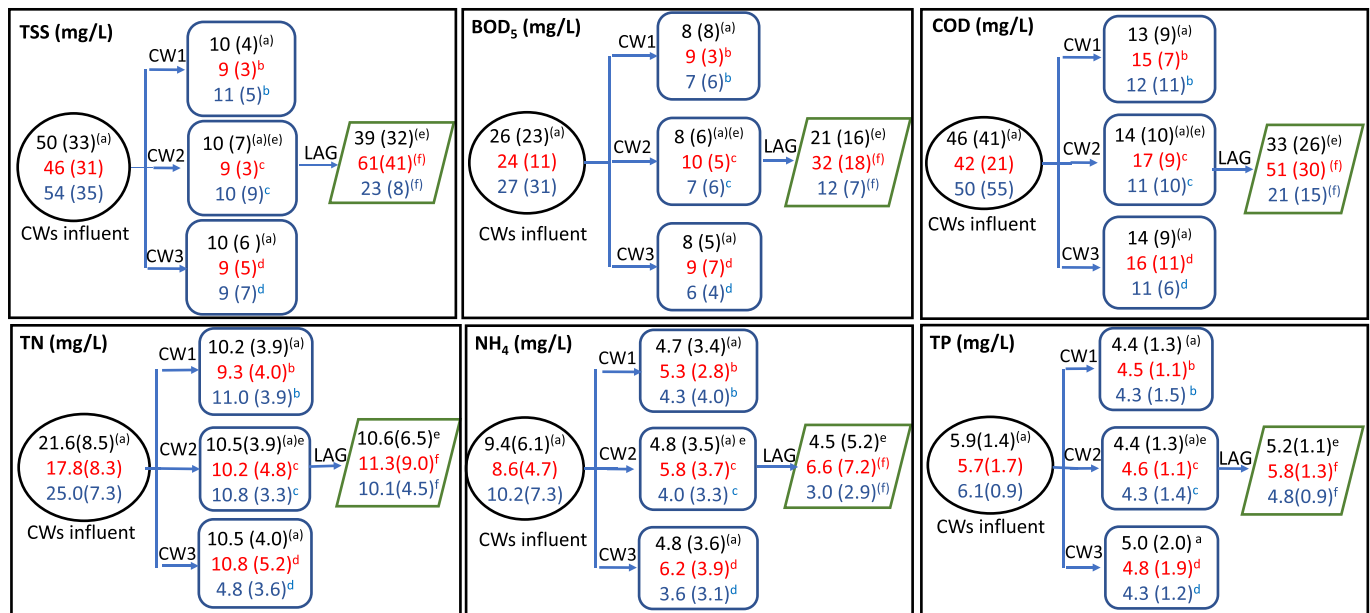 TSS (mg/L)
CW1
10 (4)(a)
9 (3)b
11 (5)b
50 (33)(a)
46 (31)
54 (35)
CWs influent
CW2
10 (7)(a)(e)
9 (3)c
10 (9)c
LAG
39 (32)(e)
61(41)(f)
23 (8)(f)
CW3
10 (6 )(a)
9 (5)d
9 (7)d
BOD5 (mg/L)
CW1
8 (8)(a)
9 (3)b
7 (6)b
26 (23)(a)
24 (11)
27 (31)
CWs influent
CW2
8 (6)(a)(e)
10 (5)c
7 (6)c
LAG
21 (16)(e)
32 (18)(f)
12 (7)(f)
CW3
8 (5)(a)
9 (7)d
6 (4)d
COD (mg/L)
CW1
13 (9)(a)
15 (7)b
12 (11)b
46 (41)(a)
42 (21)
50 (55)
CWs influent
CW2
14 (10)(a)(e)
17 (9)c
11 (10)c
LAG
33 (26)(e)
51 (30) (f)
21 (15)(f)
CW3
14 (9)(a)
16 (11)d
11 (6)d
TN (mg/L)
CW1
10.2 (3.9)(a)
9.3 (4.0)b
11.0 (3.9)b
21.6(8.5)(a)
17.8(8.3)
25.0(7.3)
CWs influent
CW2
10.5(3.9)(a)e
10.2 (4.8)c
10.8 (3.3)c
LAG
10.6(6.5)e
11.3(9.0)f
10.1(4.5)f
CW3
10.5 (4.0)(a)
10.8 (5.2)d
4.8 (3.6)d
NH4 (mg/L)
CW1
4.7 (3.4)(a)
5.3 (2.8)b
4.3 (4.0)b
9.4(6.1)(a)
8.6(4.7)
10.2(7.3)
CWs influent
CW2
4.8 (3.5)(a) e
5.8 (3.7)c
4.0 (3.3) c
LAG
4.5 (5.2)e
6.6 (7.2)(f)
3.0 (2.9)(f)
CW3
4.8 (3.6)(a)
6.2 (3.9)d
3.6 (3.1)d
TP (mg/L)
CW1
4.4 (1.3) (a)
4.5 (1.1)b
4.3 (1.5) b
5.9(1.4)(a)
5.7(1.7)
6.1(0.9)
CWs influent
CW2
4.4 (1.3)(a)e
4.6 (1.1)c
4.3 (1.4)c
LAG
5.2(1.1)e
5.8(1.3)f
4.8(0.9)f
CW3
5.0 (2.0) a
4.8 (1.9)d
4.3 (1.2)d